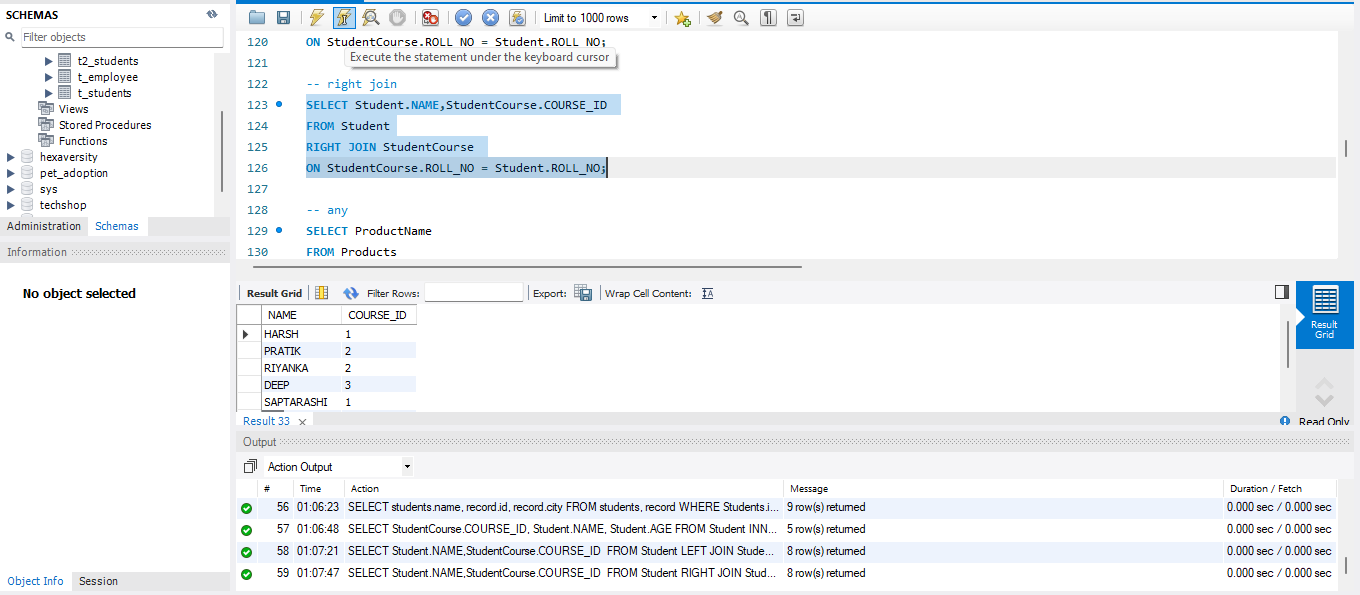 SCHEMAS
Filter objects
t2_students
t_employee
t_students
Views
Stored Procedures
Functions
hexaversity
pet_adoption
sys
techshop
Administration Schemas
Information
No object selected
Object Info Session
Limit to 1000 rows
120 ON StudentCourse.ROLL_NO = Student.ROLL_NO;
Execute the statement under the keyboard cursor
121
122 -- right join
123 SELECT Student.NAME,StudentCourse.COURSE_ID
124 FROM Student
125 RIGHT JOIN StudentCourse
126 ON StudentCourse.ROLL_NO = Student.ROLL_NO;
127
128 -- any
129 SELECT ProductName
130 FROM Products
Result Grid Filter Rows: Export: Wrap Cell Content:
NAME COURSE_ID
HARSH 1
PRATIK 2
RIYANKA 2
DEEP 3
SAPTARASHI 1
Result
Grid
Result 33
Read Only
Output
Action Output
# Time Action Message Duration / Fetch
56 01:06:23 SELECT students.name, record.id, record.city FROM students, record WHERE Students.i... 9 row(s) returned 0.000 sec / 0.000 sec
57 01:06:48 SELECT StudentCourse.COURSE_ID, Student.NAME, Student.AGE FROM Student INN... 5 row(s) returned 0.000 sec / 0.000 sec
58 01:07:21 SELECT Student.NAME,StudentCourse.COURSE_ID FROM Student LEFT JOIN Stude... 8 row(s) returned 0.000 sec / 0.000 sec
59 01:07:47 SELECT Student.NAME,StudentCourse.COURSE_ID FROM Student RIGHT JOIN Stud... 8 row(s) returned 0.000 sec / 0.000 sec